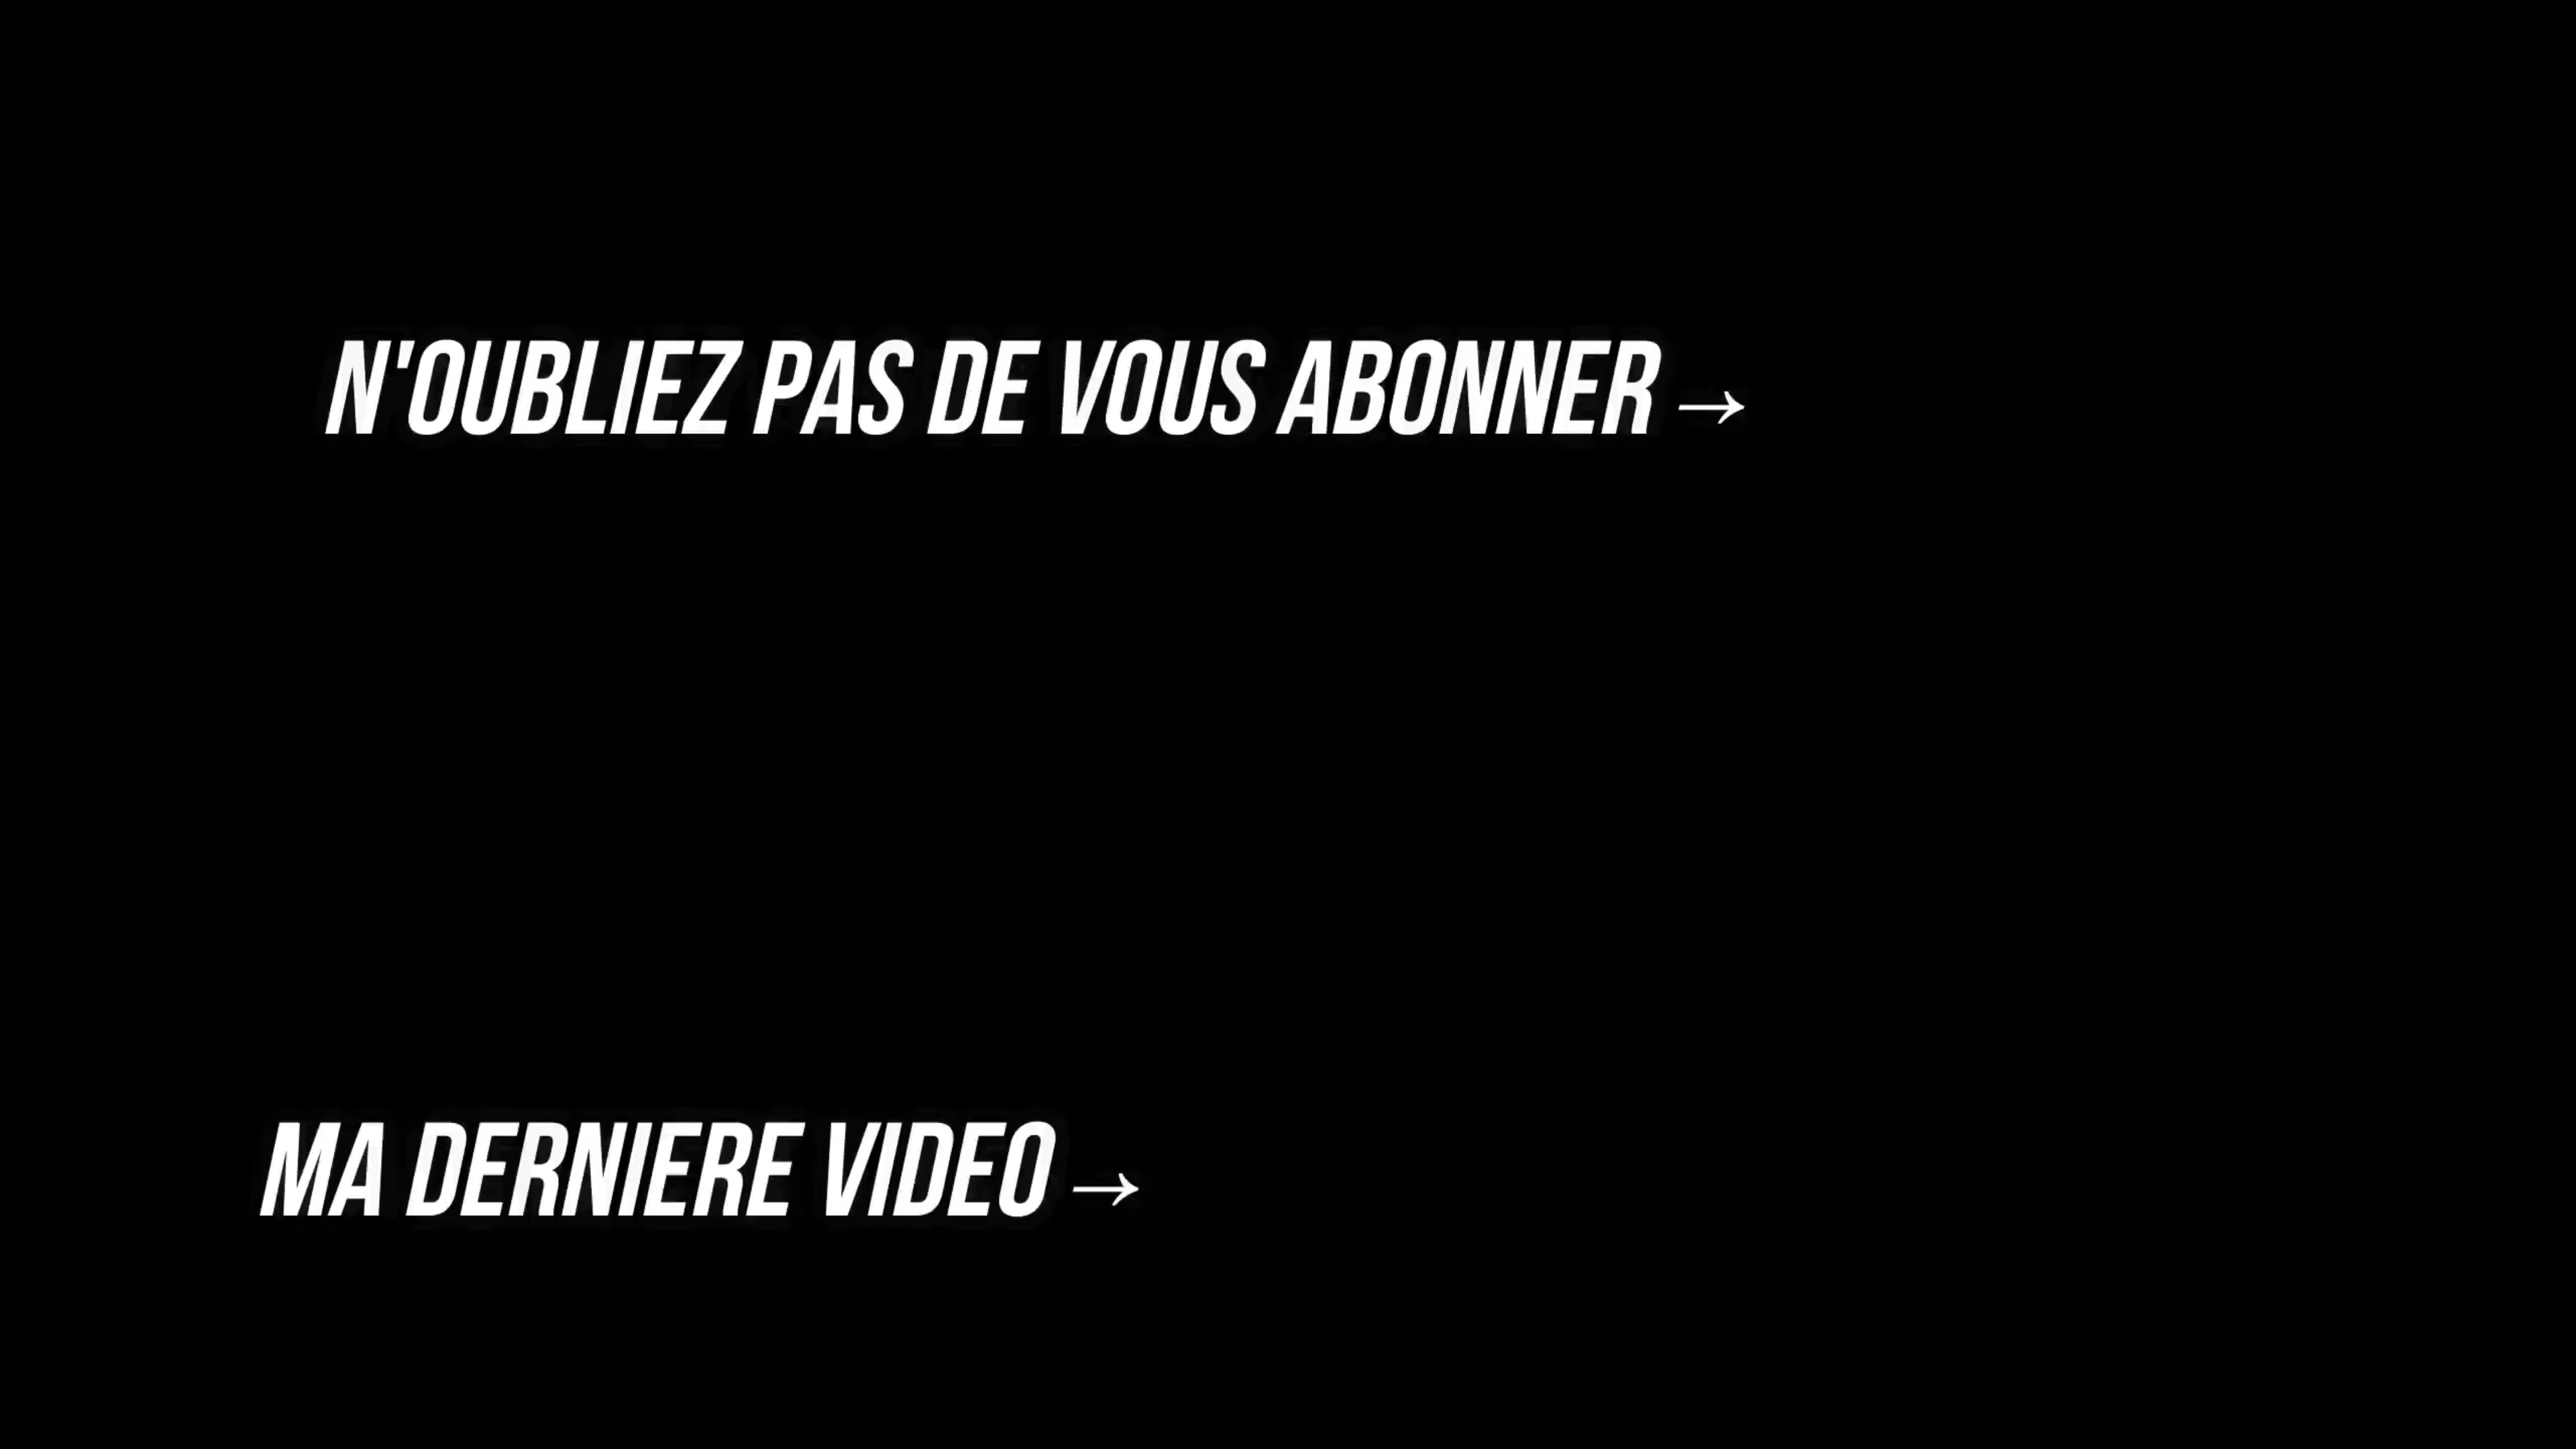 N'OUBLIEZ PAS DE VOUS ABONNER →
MA DERNIERE VIDEO →